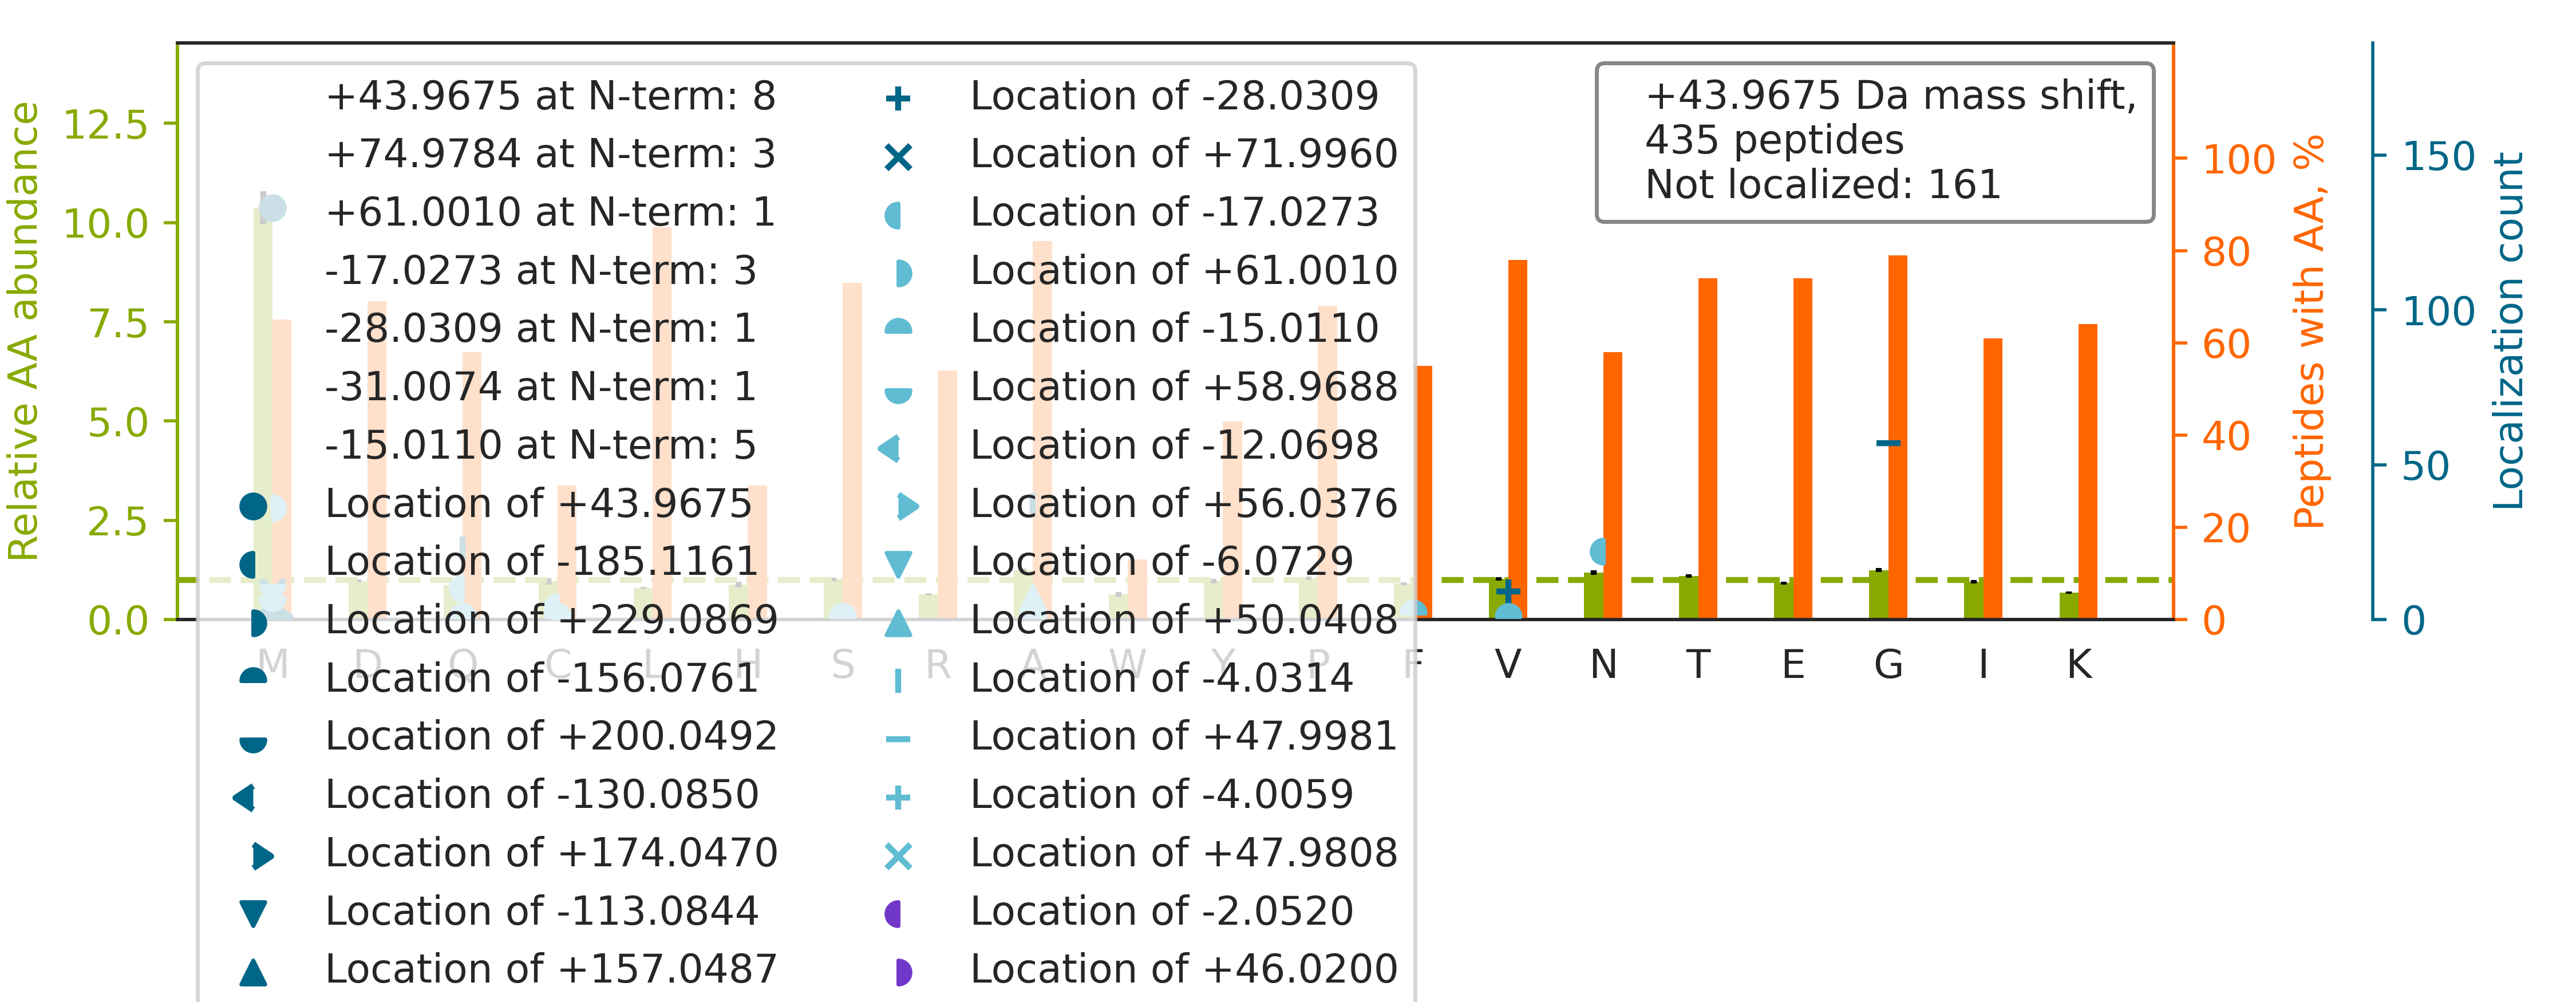 Relative AA abundance
12.5
10.0
7.5
5.0
2.5
0.0
+43.9675 at N-term: 8
+74.9784 at N-term: 3
+61.0010 at N-term: 1
-17.0273 at N-term: 3
-28.0309 at N-term: 1
-31.0074 at N-term: 1
-15.0110 at N-term: 5
Location of +43.9675
Location of -185.1161
Location of +229.0869
Location of -156.0761
Location of +200.0492
Location of -130.0850
Location of +174.0470
Location of -113.0844
Location of +157.0487
Location of -28.0309
Location of +71.9960
Location of -17.0273
Location of +61.0010
Location of -15.0110
Location of +58.9688
Location of -12.0698
Location of +56.0376
Location of -6.0729
Location of +50.0408
Location of -4.0314
Location of +47.9981
Location of -4.0059
Location of +47.9808
Location of -2.0520
Location of +46.0200
+43.9675 Da mass shift,
435 peptides
Not localized: 161
M D Q C L H S R A W Y P F V N T E G I K
100
80
60
40
20
0
Peptides with AA, %
150
100
50
0
Localization count